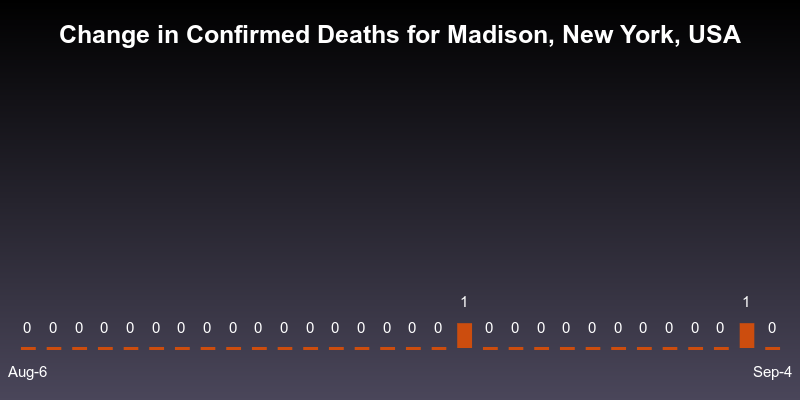 Change in Confirmed Deaths for Madison, New York, USA
1 1
0 0 0 0 0 0 0 0 0 0 0 0 0 0 0 0 0 0 0 0 0 0 0 0 0 0 0 0
Aug-6 Sep-4